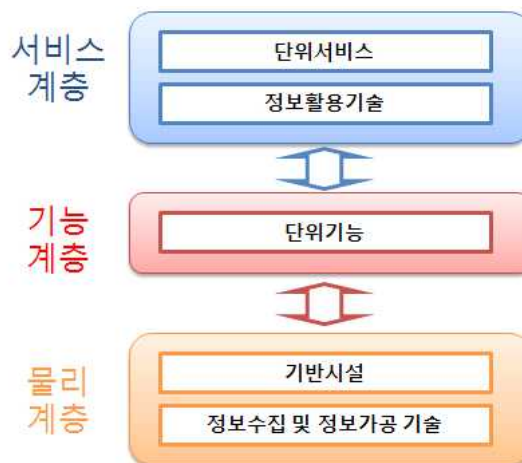 서비스
계층
단위서비스
정보활용기술
기능
계층
단위기능
물리
계층
기반시설
정보수집 및 정보가공 기술